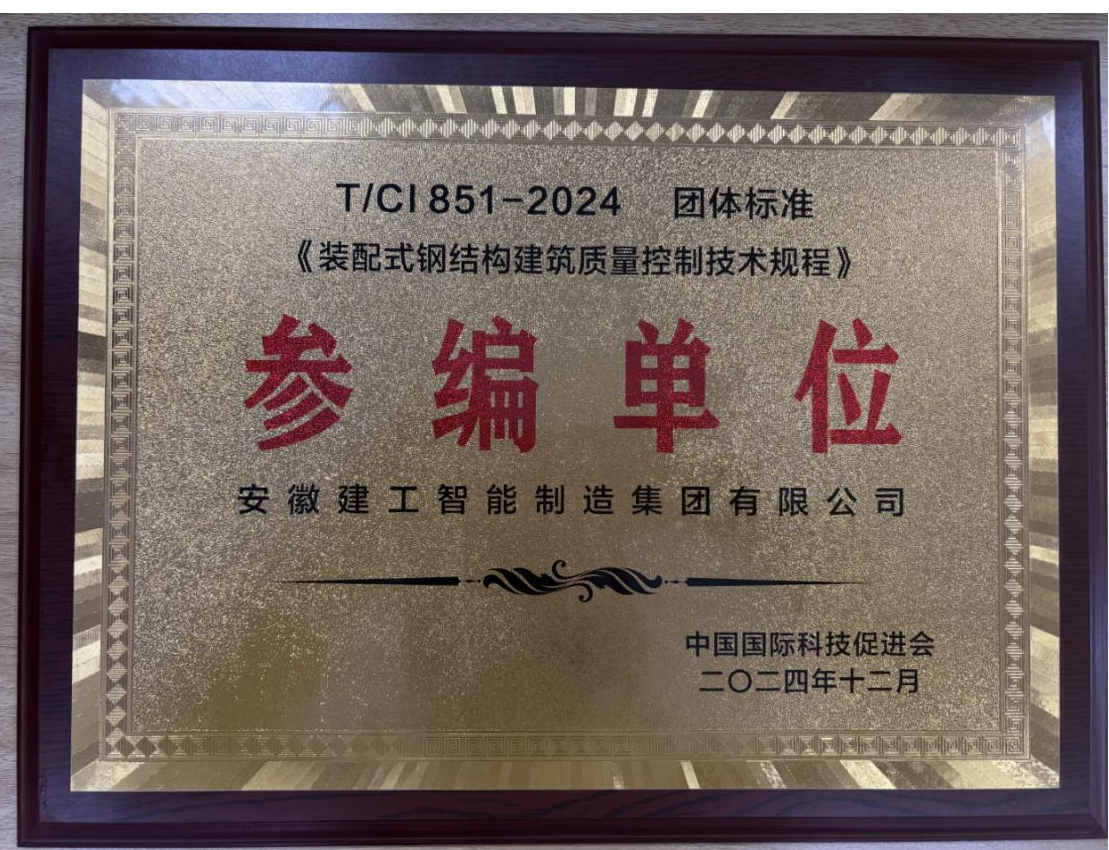 T/CI 851-2024 团体标准
《装配式钢结构建筑质量控制技术规程》
参编单位
安徽建工智能制造集团有限公司
中国国际科技促进会
二〇二四年十二月